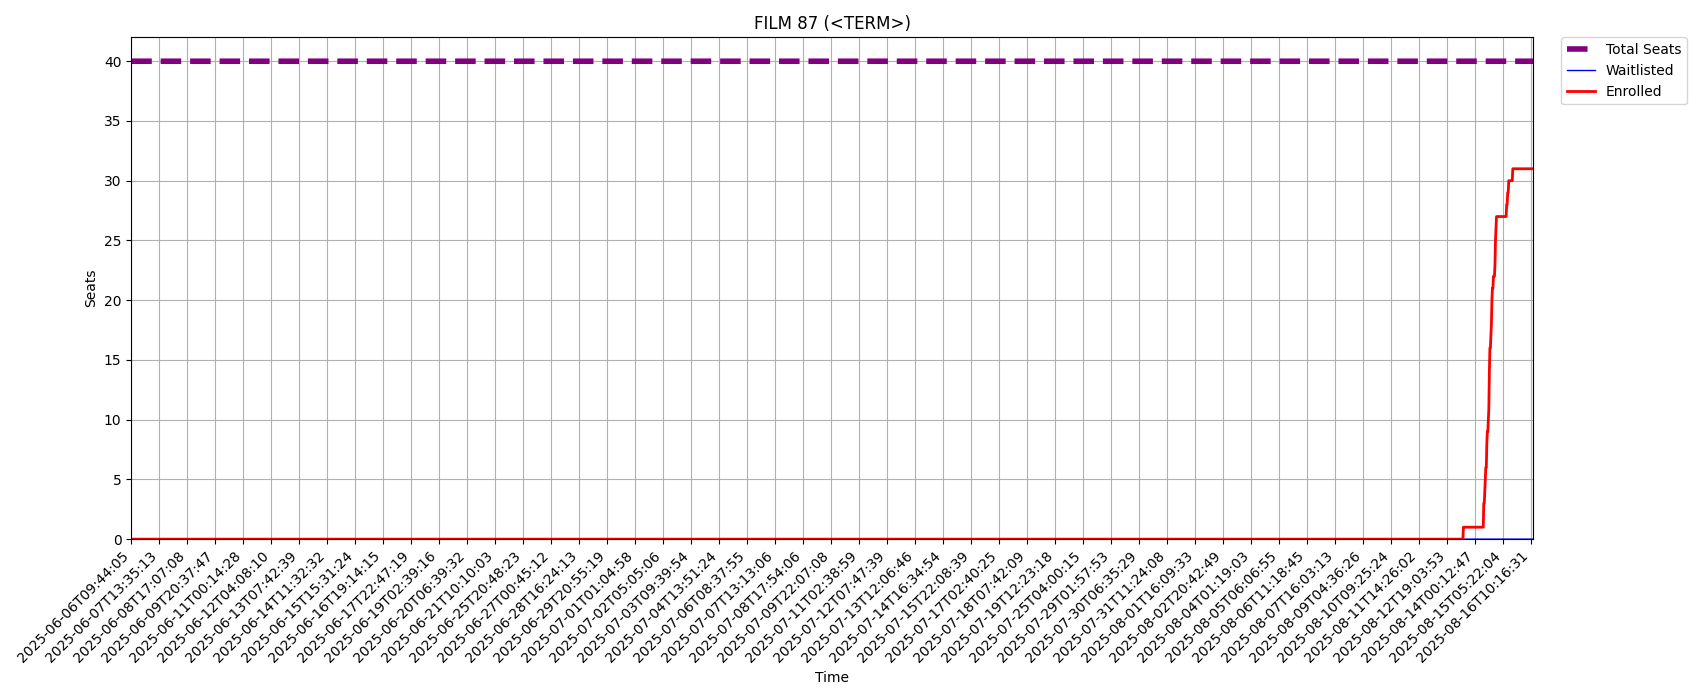 FILM 87 (<TERM>)
Total Seats
Waitlisted
Enrolled
40
35
30
25
20
15
10
5
0
Seats
2025-06-06T09:44:05
2025-06-07T13:35:13
2025-06-08T17:07:08
2025-06-09T20:37:47
2025-06-11T00:14:28
2025-06-12T04:08:10
2025-06-13T07:42:39
2025-06-14T11:32:32
2025-06-15T15:31:24
2025-06-16T19:14:15
2025-06-17T22:47:19
2025-06-19T02:39:16
2025-06-20T06:39:32
2025-06-21T10:10:03
2025-06-25T20:48:23
2025-06-27T00:45:12
2025-06-28T16:24:13
2025-06-29T20:55:19
2025-07-01T01:04:58
2025-07-02T05:05:06
2025-07-03T09:39:54
2025-07-04T13:51:24
2025-07-06T08:37:55
2025-07-07T13:13:06
2025-07-08T17:54:06
2025-07-09T22:07:08
2025-07-11T02:38:59
2025-07-12T07:47:39
2025-07-13T12:06:46
2025-07-14T16:34:54
2025-07-15T22:08:39
2025-07-17T02:40:25
2025-07-18T07:42:09
2025-07-19T12:23:18
2025-07-25T04:00:15
2025-07-29T01:57:53
2025-07-30T06:35:29
2025-07-31T11:24:08
2025-08-01T16:09:33
2025-08-02T20:42:49
2025-08-04T01:19:03
2025-08-05T06:06:55
2025-08-06T11:18:45
2025-08-07T16:03:13
2025-08-09T04:36:26
2025-08-10T09:25:24
2025-08-11T14:26:02
2025-08-12T19:03:53
2025-08-14T00:12:47
2025-08-15T05:22:04
2025-08-16T10:16:31
Time